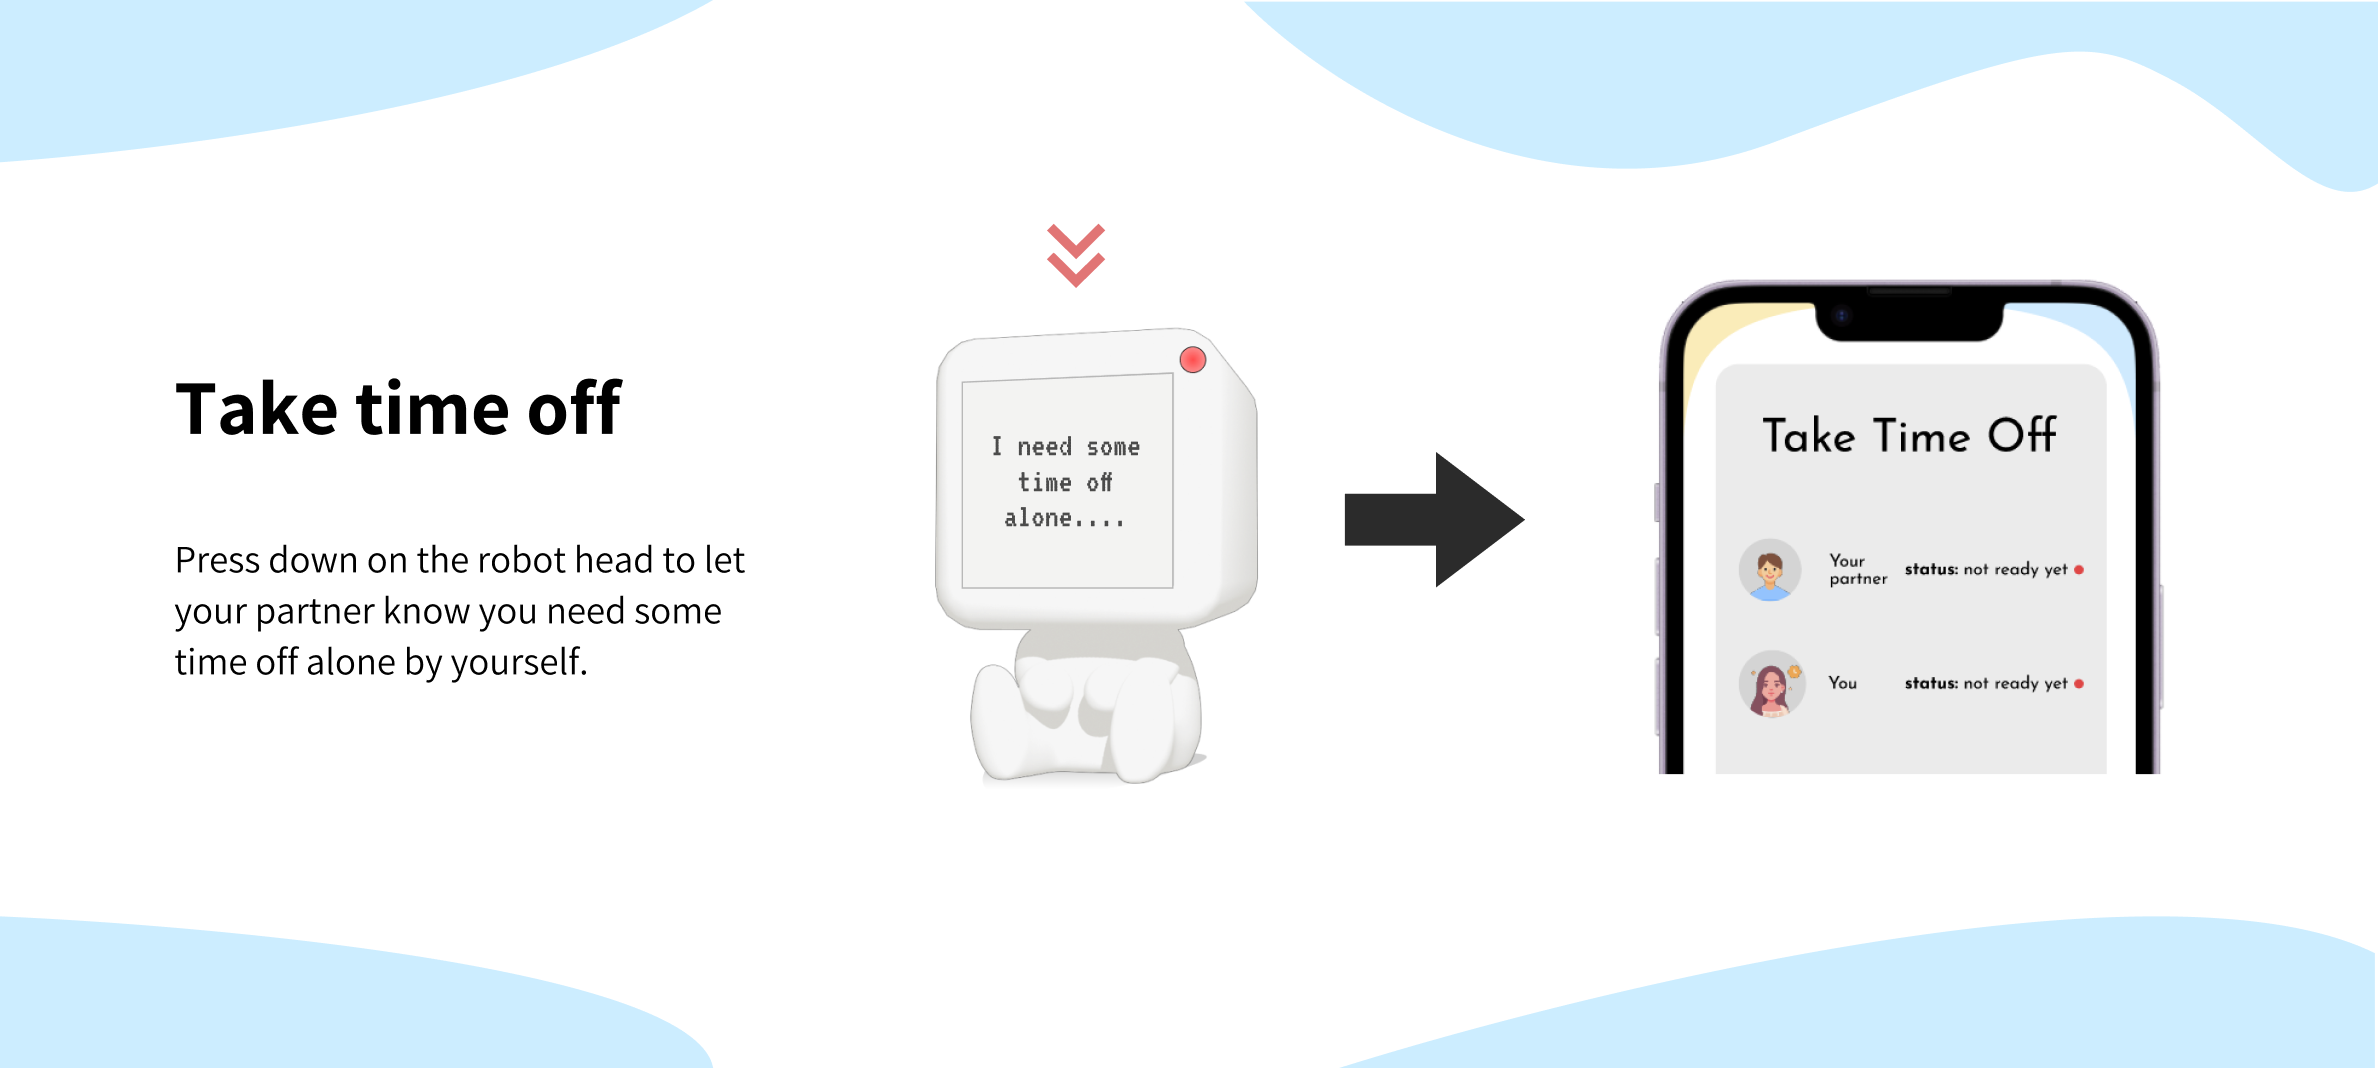 Take time off
Press down on the robot head to let
your partner know you need some
time off alone by yourself.
I need some
time off
alone....
Take Time Off
Your
partner
status: not ready yet
You
status: not ready yet